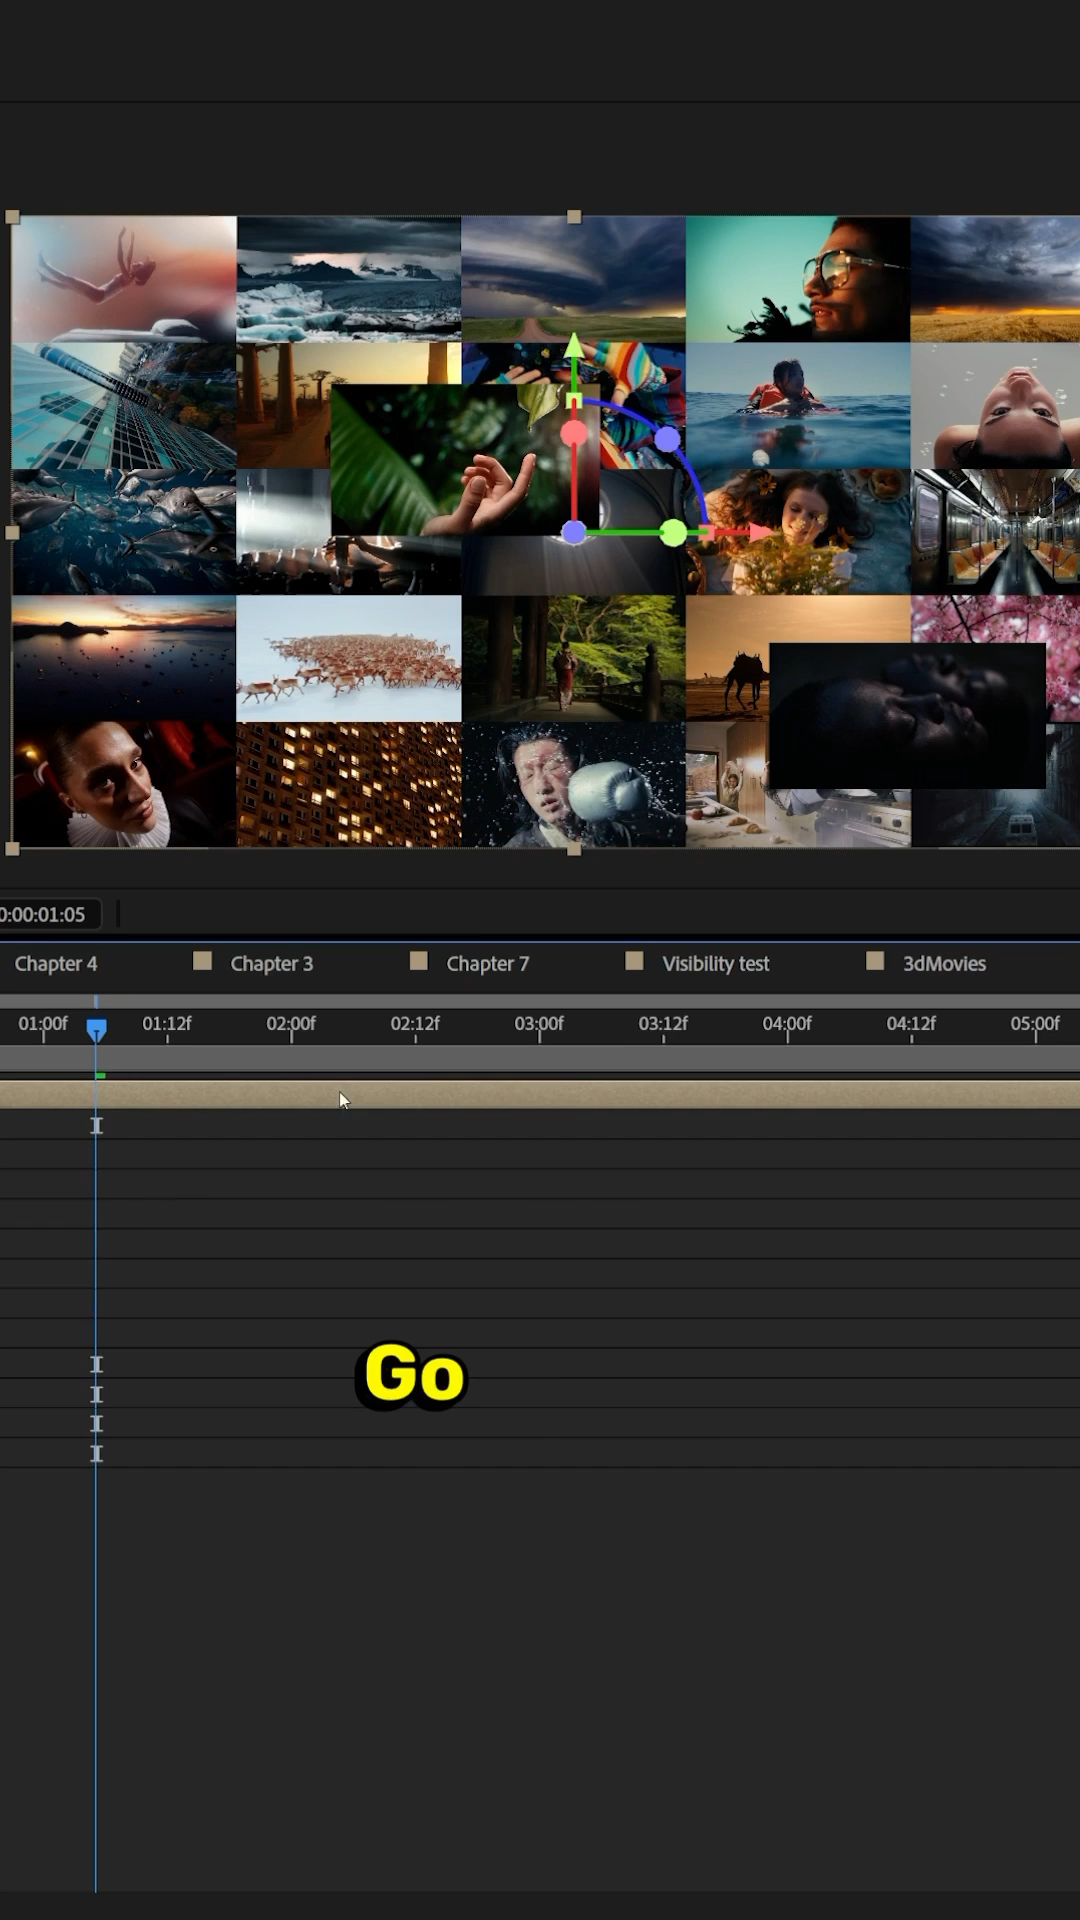 0:00:01:05
Chapter 4
Chapter 3
Chapter 7
Visibility test
3dMovies
01:00f 01:12f 02:00f 02:12f 03:00f 03:12f 04:00f 04:12f 05:00f
Go